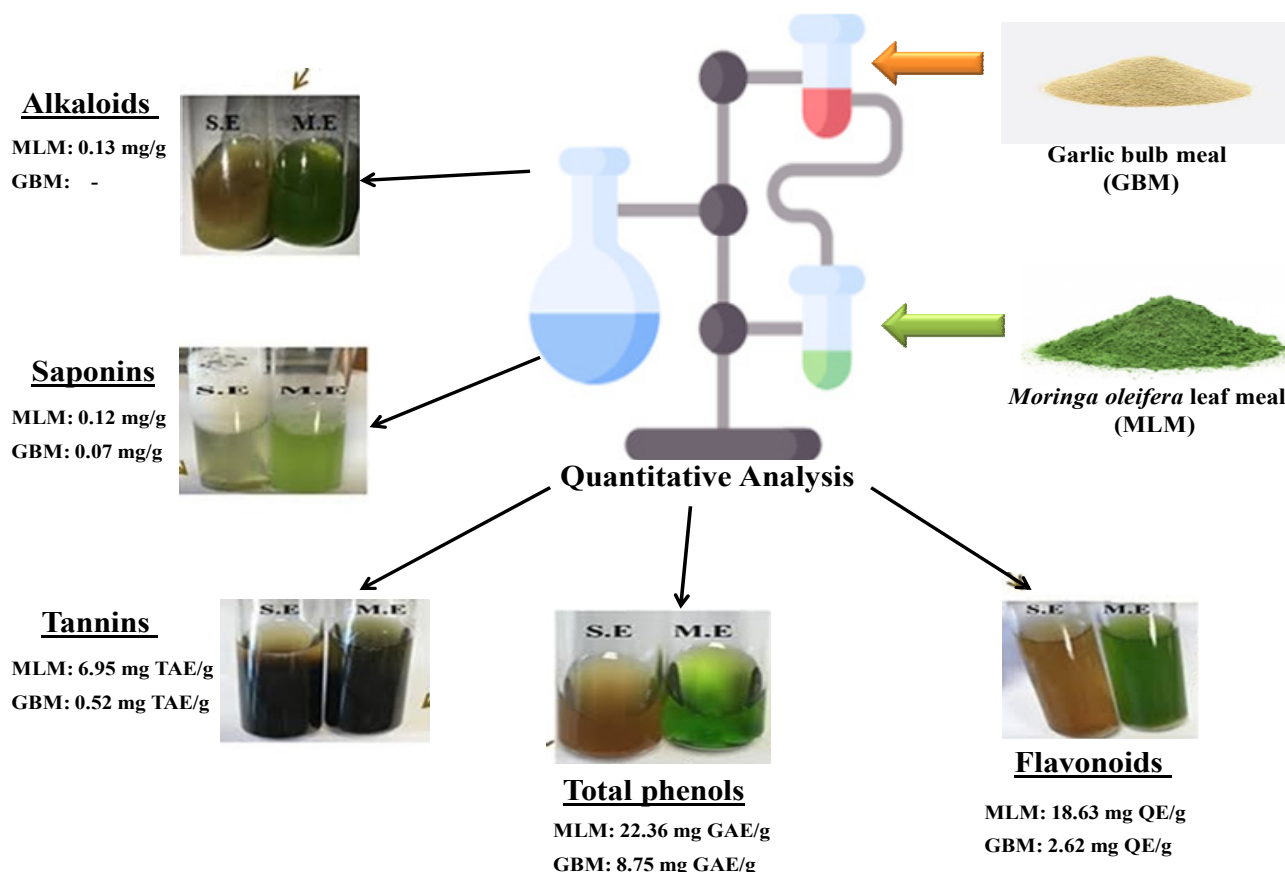 Alkaloids
MLM: 0.13 mg/g
GBM: -
S.E M.E
Garlic bulb meal
(GBM)
Saponins
MLM: 0.12 mg/g
GBM: 0.07 mg/g
S.E M.E
Moringa oleifera leaf meal
(MLM)
Quantitative Analysis
Tannins
MLM: 6.95 mg TAE/g
GBM: 0.52 mg TAE/g
S.E M.E
S.E M.E
Total phenols
MLM: 22.36 mg GAE/g
GBM: 8.75 mg GAE/g
S.E M.E
Flavonoids
MLM: 18.63 mg QE/g
GBM: 2.62 mg QE/g